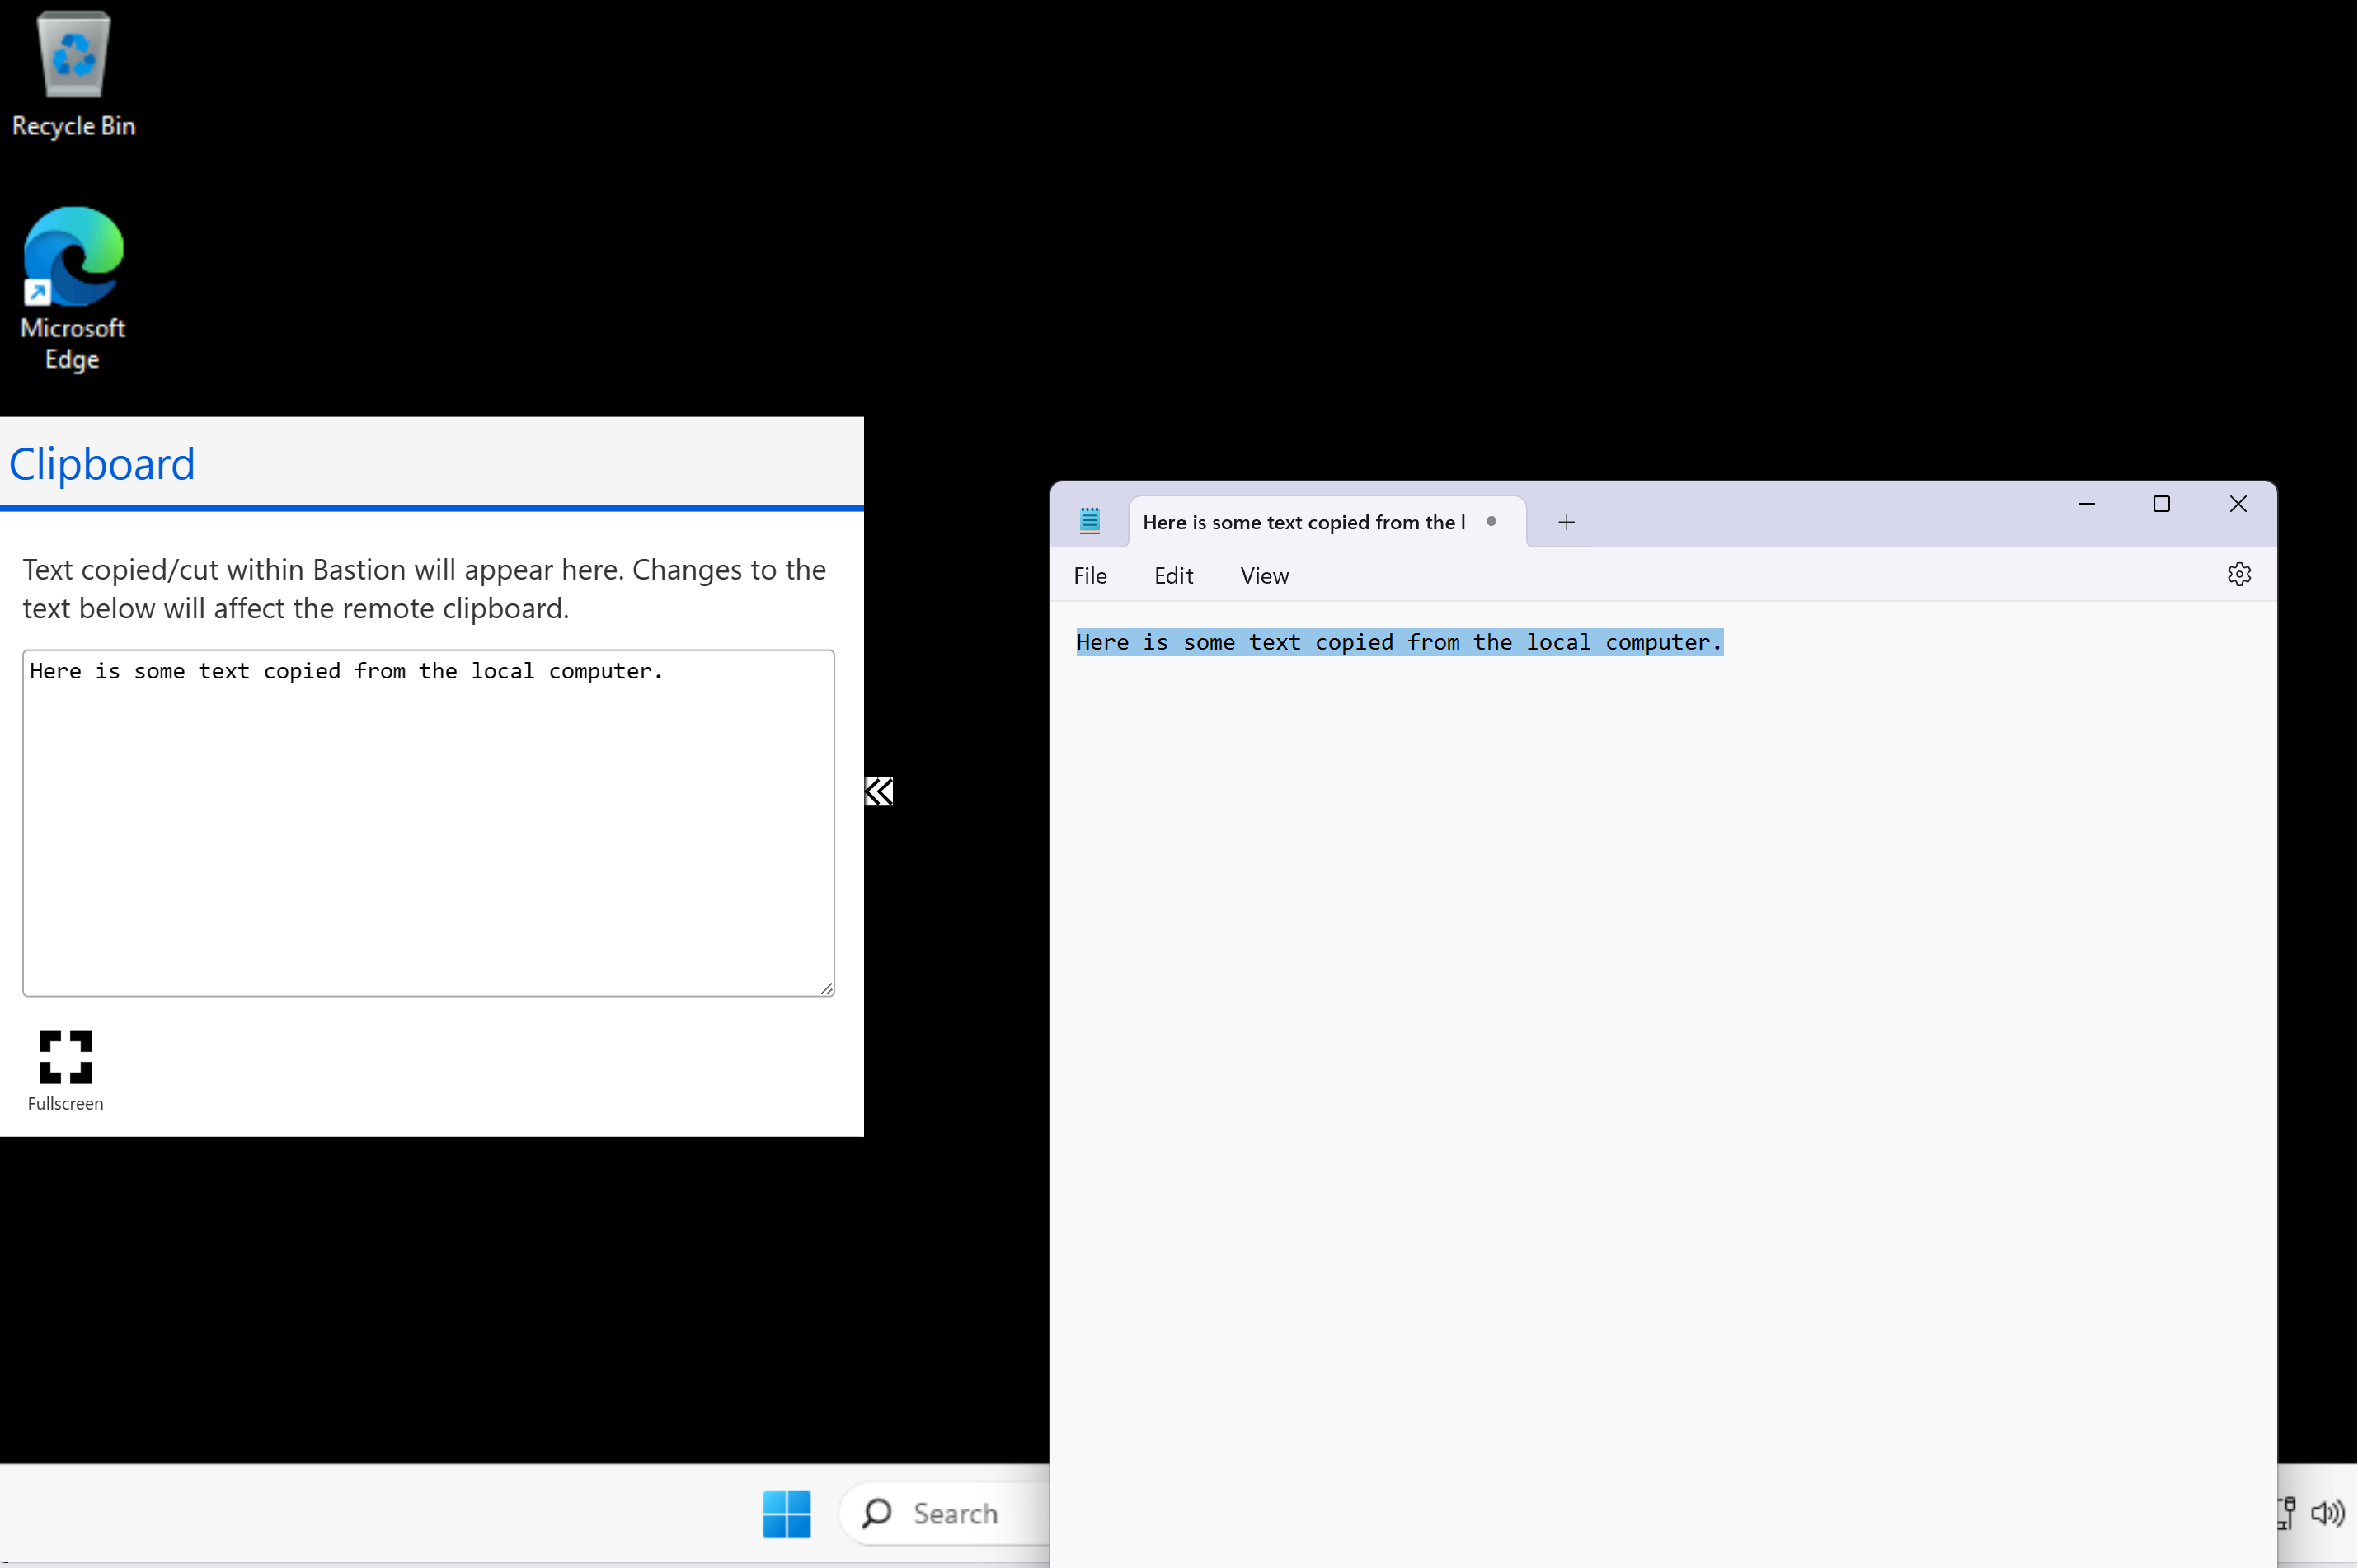 Recycle Bin
Microsoft
Edge
Clipboard
Text copied/cut within Bastion will appear here. Changes to the
text below will affect the remote clipboard.
Here is some text copied from the local computer.
Fullscreen
Here is some text copied from the l
File Edit View
Here is some text copied from the local computer.
Search